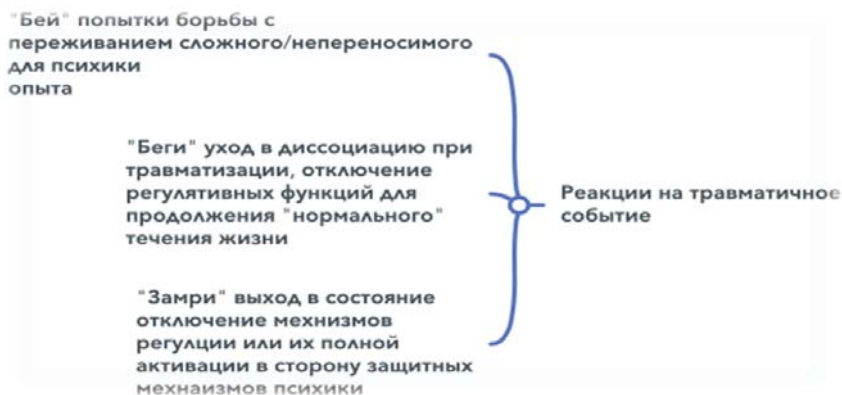 "Бей" попытки борьбы с
переживанием сложного/непереносимого
для психики
опыта
"Беги" уход в диссоциацию при
травматизации, отключение
регулятивных функций для
продолжения "нормального"
течения жизни
"Замри" выход в состояние
отключение мехнизмов
регулции или их полной
активации в сторону защитных
мехнаизмов психики
Реакции на травматичное
событие